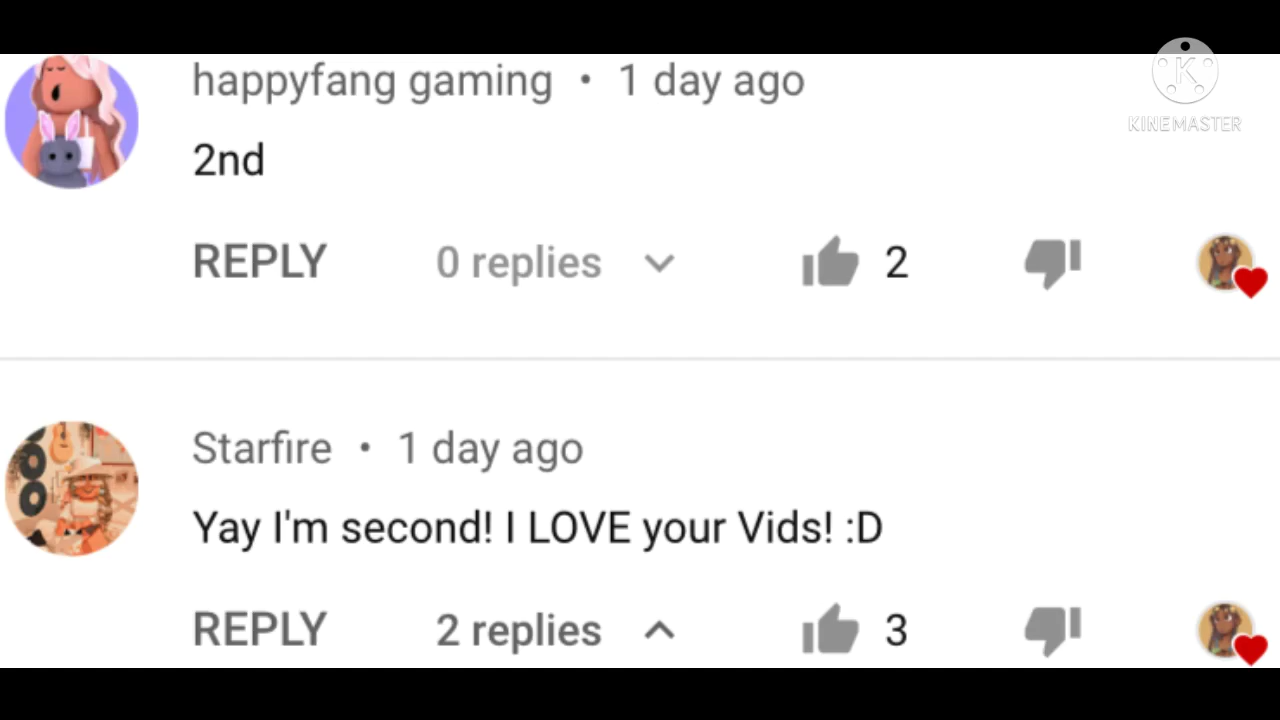 happyfang gaming • 1 day ago
KINEMASTER
2nd
REPLY 0 replies 2
Starfire • 1 day ago
Yay I'm second! I LOVE your Vids! :D
REPLY 2 replies 3